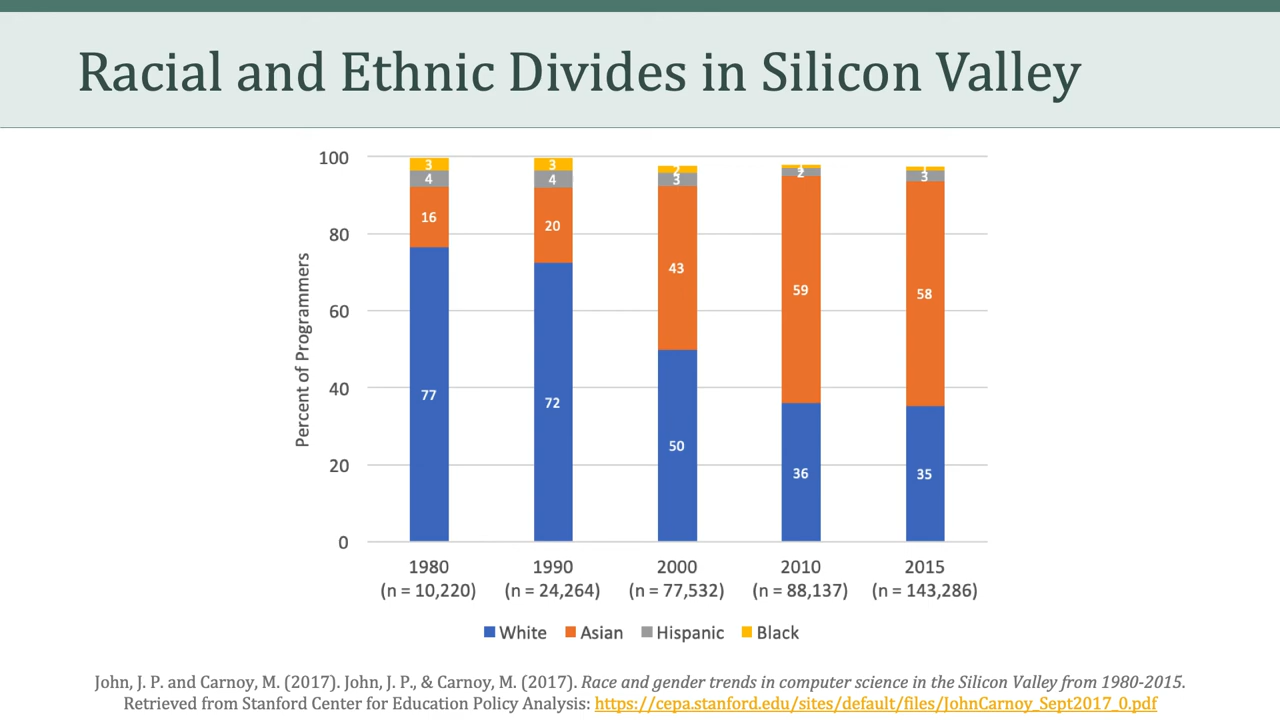 Racial and Ethnic Divides in Silicon Valley
100
80
60
40
20
0
Percent of Programmers
3
4
16
77
3
4
20
72
2
3
43
50
2
59
36
3
58
35
1980
(n = 10,220)
1990
(n = 24,264)
2000
(n = 77,532)
2010
(n = 88,137)
2015
(n = 143,286)
White
Asian
Hispanic
Black
John, J. P. and Carnoy, M. (2017). John, J. P., & Carnoy, M. (2017). Race and gender trends in computer science in the Silicon Valley from 1980-2015.
Retrieved from Stanford Center for Education Policy Analysis: https://cepa.stanford.edu/sites/default/files/JohnCarnoy_Sept2017_0.pdf